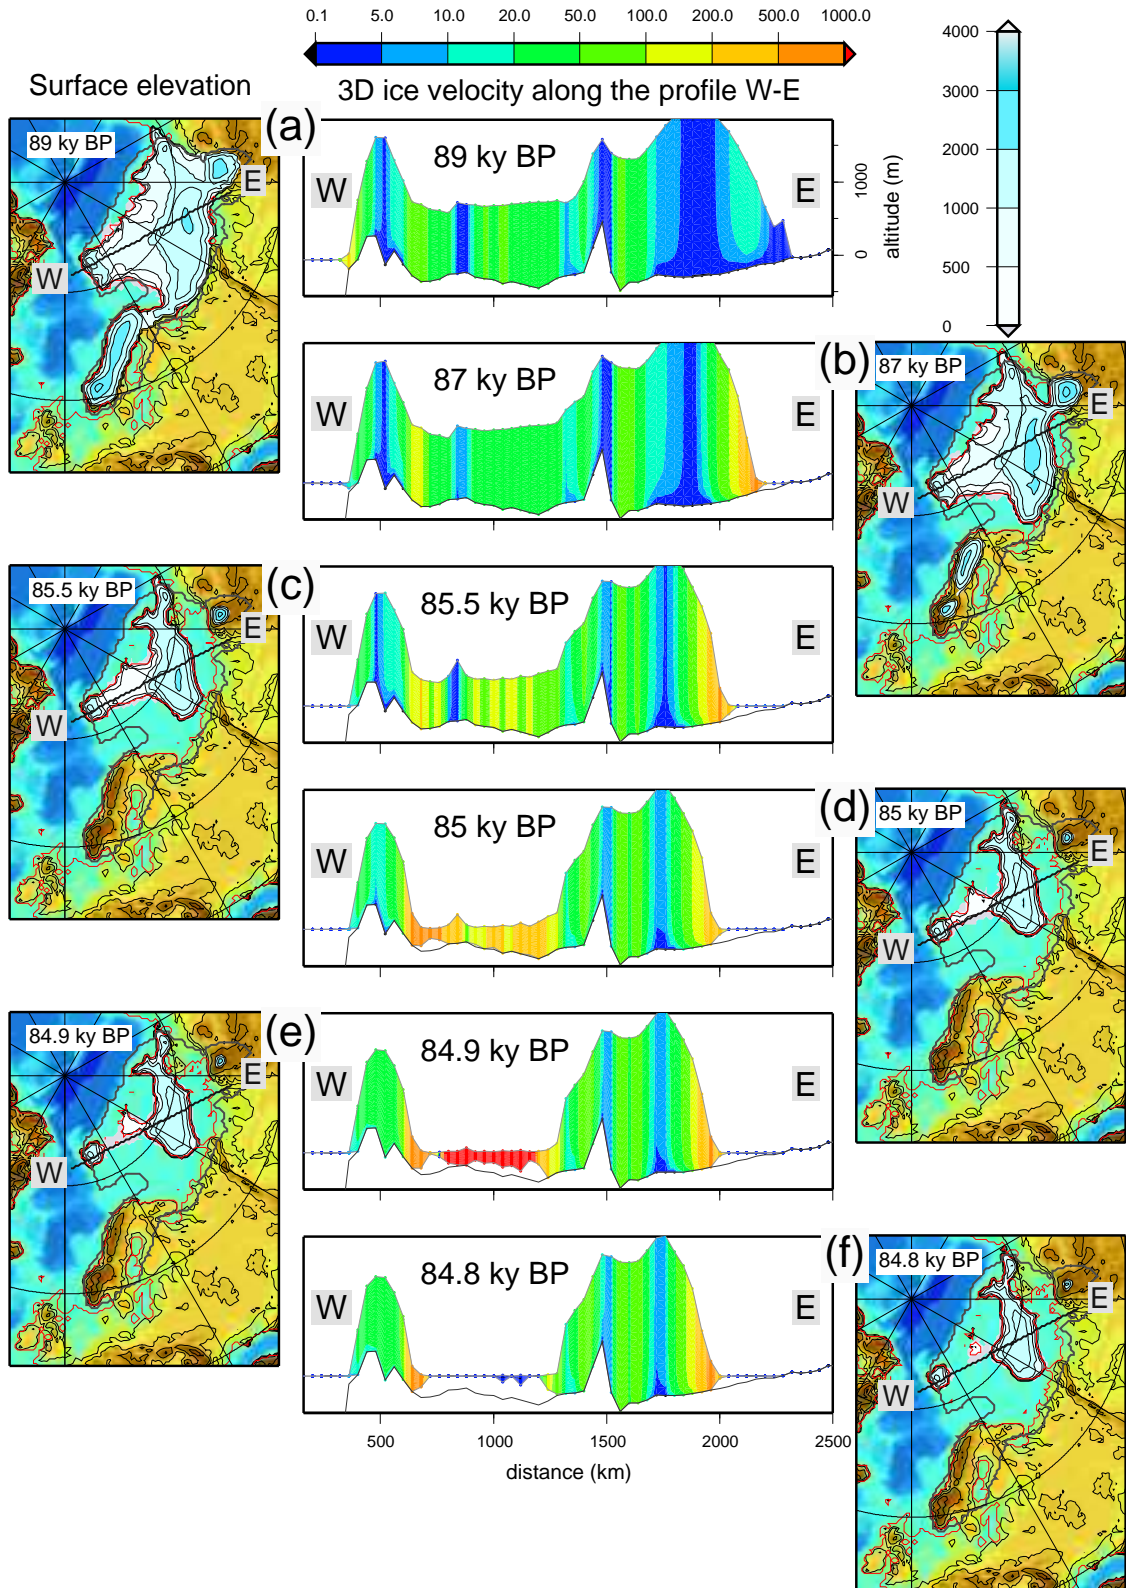 0.1 5.0 10.0 20.0 50.0 100.0 200.0 500.0 1000.0
Surface elevation
3D ice velocity along the profile W-E
4000
3000
2000
1000
500
0
(a)
89 ky BP
W
E
89 ky BP
W
E
1000
0
altitude (m)
(b)
87 ky BP
W
E
87 ky BP
W
E
(c)
85.5 ky BP
W
E
85.5 ky BP
W
E
(d)
85 ky BP
W
E
85 ky BP
W
E
(e)
84.9 ky BP
W
E
84.9 ky BP
W
E
(f)
84.8 ky BP
W
E
84.8 ky BP
W
E
500 1000 1500 2000 2500
distance (km)